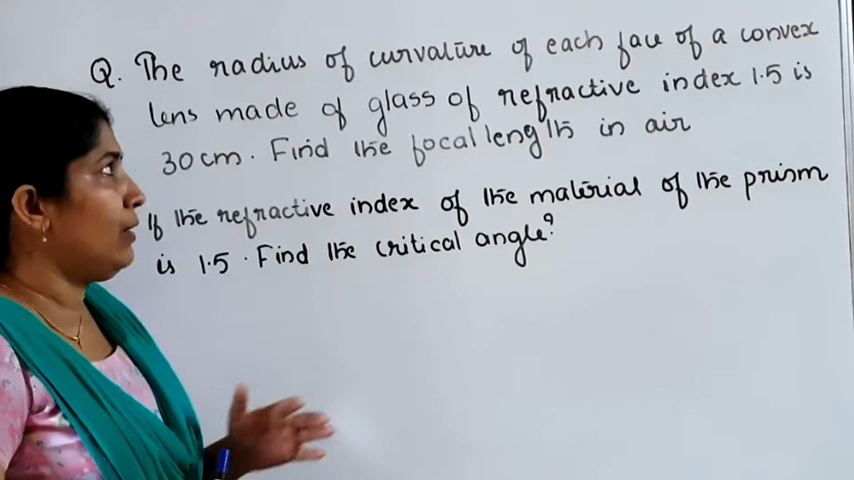 Q. The radius of curvature of each face of a convex
lens made of glass of refractive index 1.5 is
30cm. Find the focal length in air
If the refractive index of the material of the prism
is 1.5. Find the critical angle?